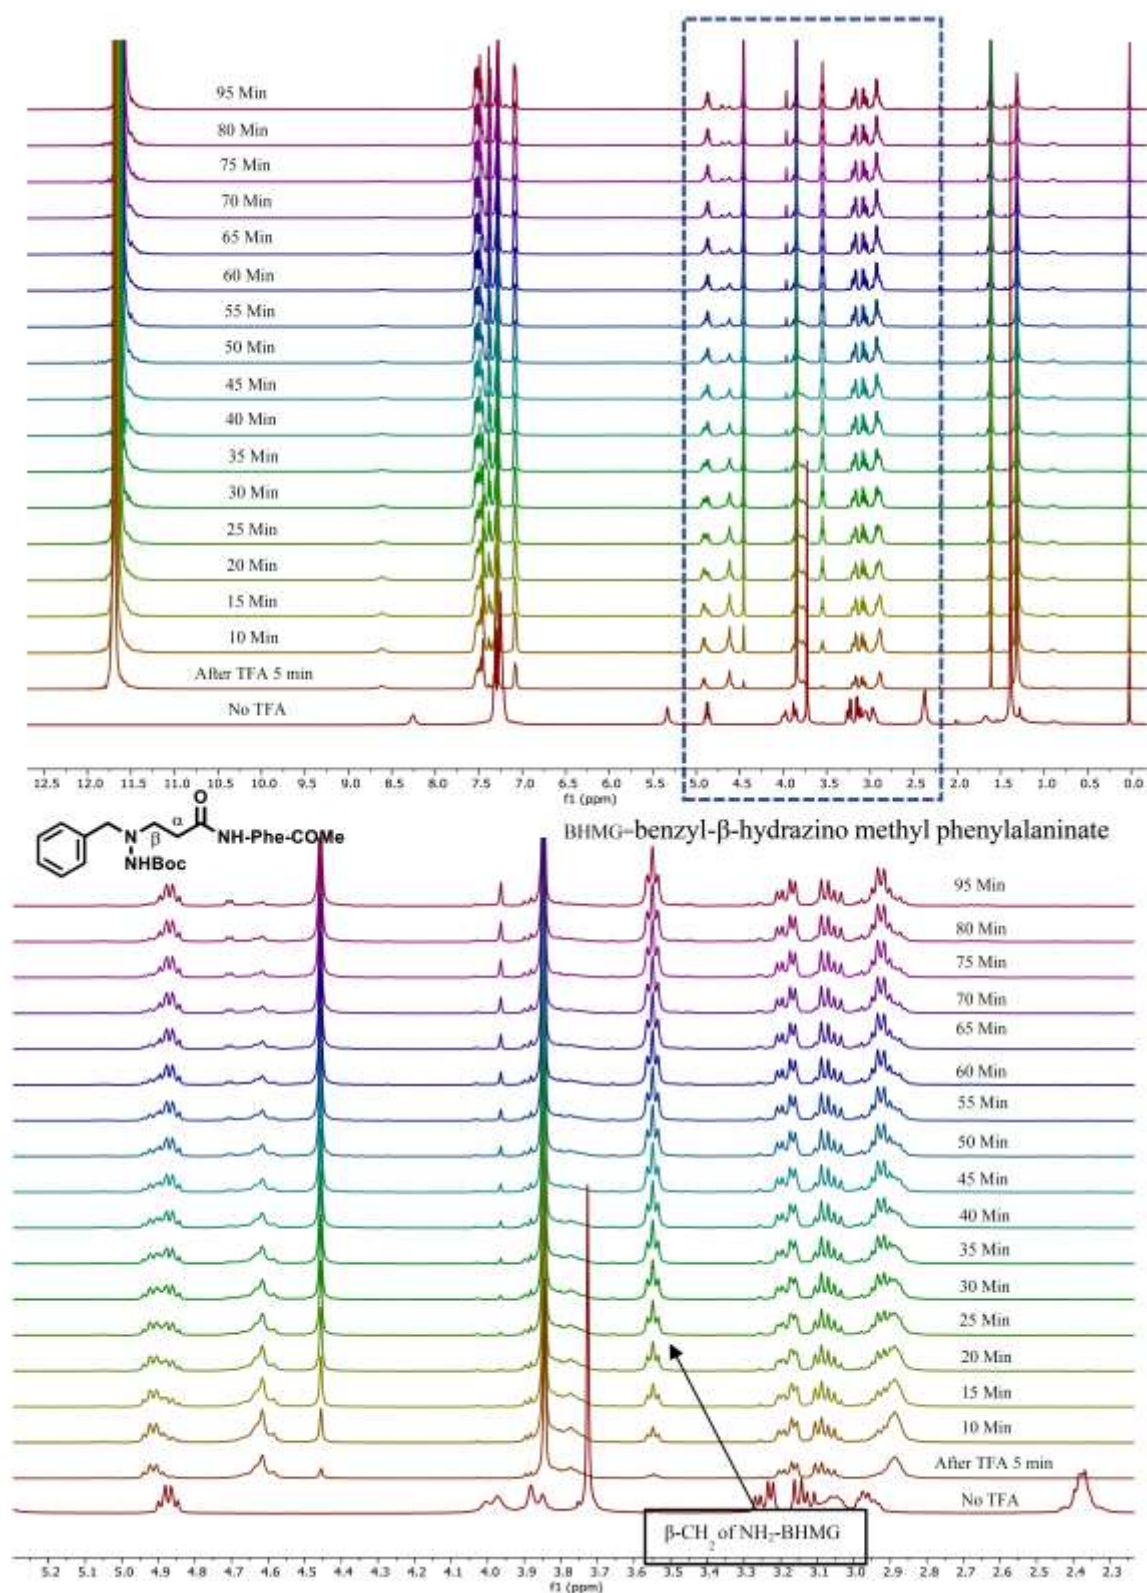 95 Min
80 Min
75 Min
70 Min
65 Min
60 Min
55 Min
50 Min
45 Min
40 Min
35 Min
30 Min
25 Min
20 Min
15 Min
10 Min
After TFA 5 min
No TFA
12.5 11.5 10.5 9.5 9.0 8.5 8.0 7.5 7.0 6.5 6.0 5.5 5.0 4.5 4.0 3.5 3.0 2.5 2.0 1.5 1.0 0.5 0.0
f1 (ppm)
O
α
β
N
NH-Phe-COMe
NHBoc
BHMG=benzyl-β-hydrazino methyl phenylalaninate
95 Min
80 Min
75 Min
70 Min
65 Min
60 Min
55 Min
50 Min
45 Min
40 Min
35 Min
30 Min
25 Min
20 Min
15 Min
10 Min
After TFA 5 min
No TFA
β-CH2 of NH2-BHMG
5.2 5.1 5.0 4.9 4.8 4.7 4.6 4.5 4.4 4.3 4.2 4.1 4.0 3.9 3.8 3.7 3.6 3.5 3.4 3.3 3.2 3.1 3.0 2.9 2.8 2.7 2.6 2.5 2.4 2.3
f1 (ppm)